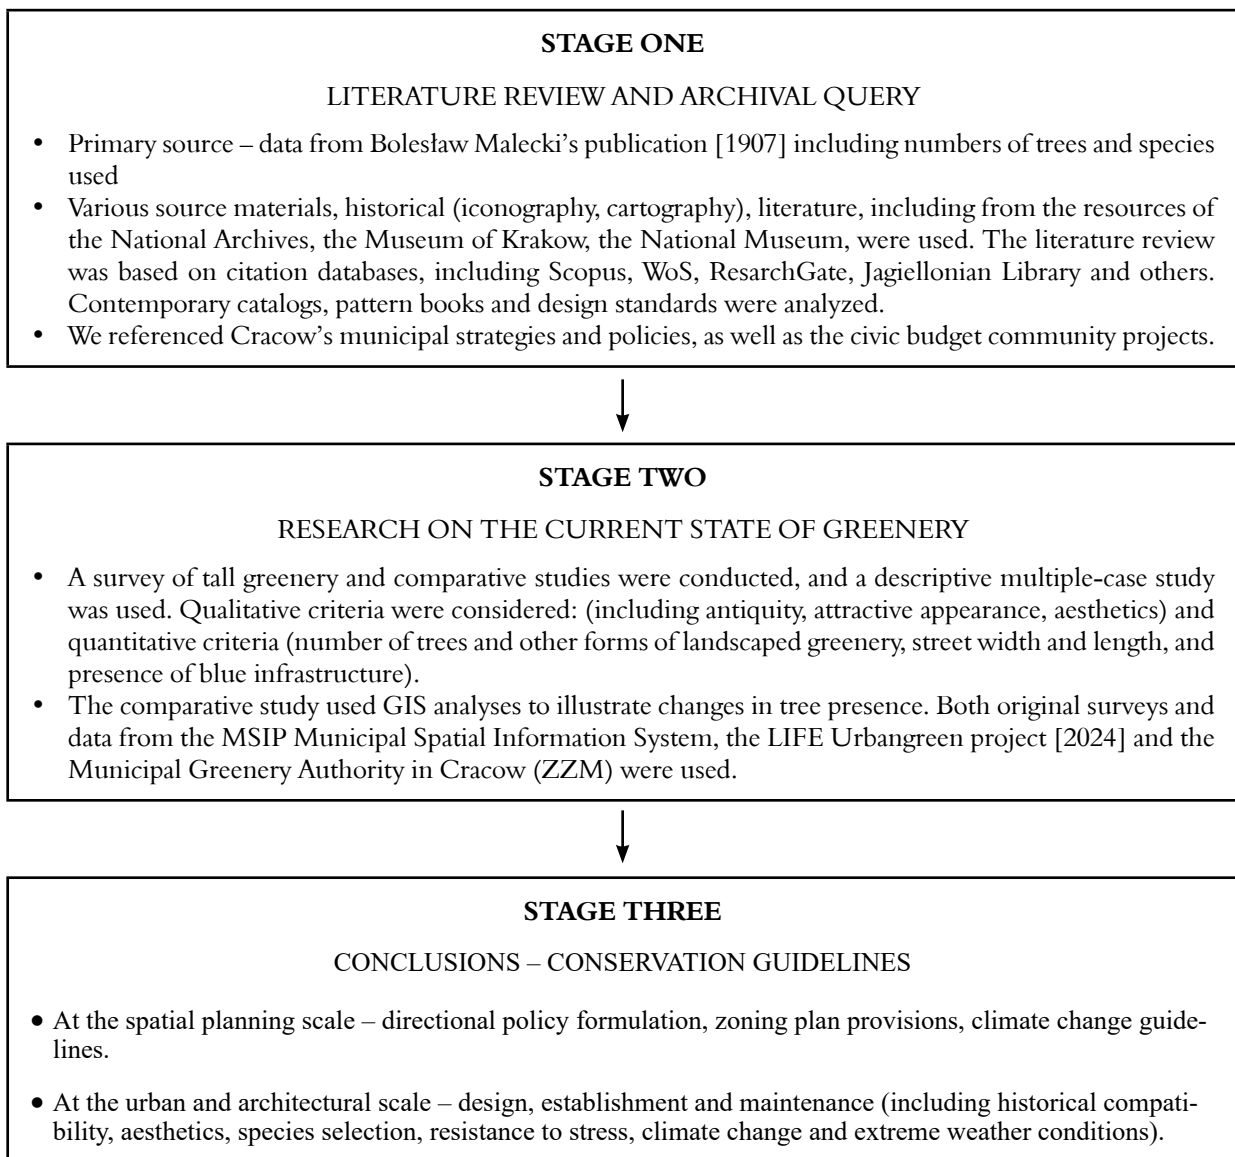 STAGE ONE
LITERATURE REVIEW AND ARCHIVAL QUERY
• Primary source – data from Bolesław Malecki's publication [1907] including numbers of trees and species
used
• Various source materials, historical (iconography, cartography), literature, including from the resources of
the National Archives, the Museum of Krakow, the National Museum, were used. The literature review
was based on citation databases, including Scopus, WoS, ResarchGate, Jagiellonian Library and others.
Contemporary catalogs, pattern books and design standards were analyzed.
• We referenced Cracow's municipal strategies and policies, as well as the civic budget community projects.
STAGE TWO
RESEARCH ON THE CURRENT STATE OF GREENERY
• A survey of tall greenery and comparative studies were conducted, and a descriptive multiple-case study
was used. Qualitative criteria were considered: (including antiquity, attractive appearance, aesthetics) and
quantitative criteria (number of trees and other forms of landscaped greenery, street width and length, and
presence of blue infrastructure).
• The comparative study used GIS analyses to illustrate changes in tree presence. Both original surveys and
data from the MSIP Municipal Spatial Information System, the LIFE Urbangreen project [2024] and the
Municipal Greenery Authority in Cracow (ZZM) were used.
STAGE THREE
CONCLUSIONS – CONSERVATION GUIDELINES
• At the spatial planning scale – directional policy formulation, zoning plan provisions, climate change guide-
lines.
• At the urban and architectural scale – design, establishment and maintenance (including historical compati-
bility, aesthetics, species selection, resistance to stress, climate change and extreme weather conditions).